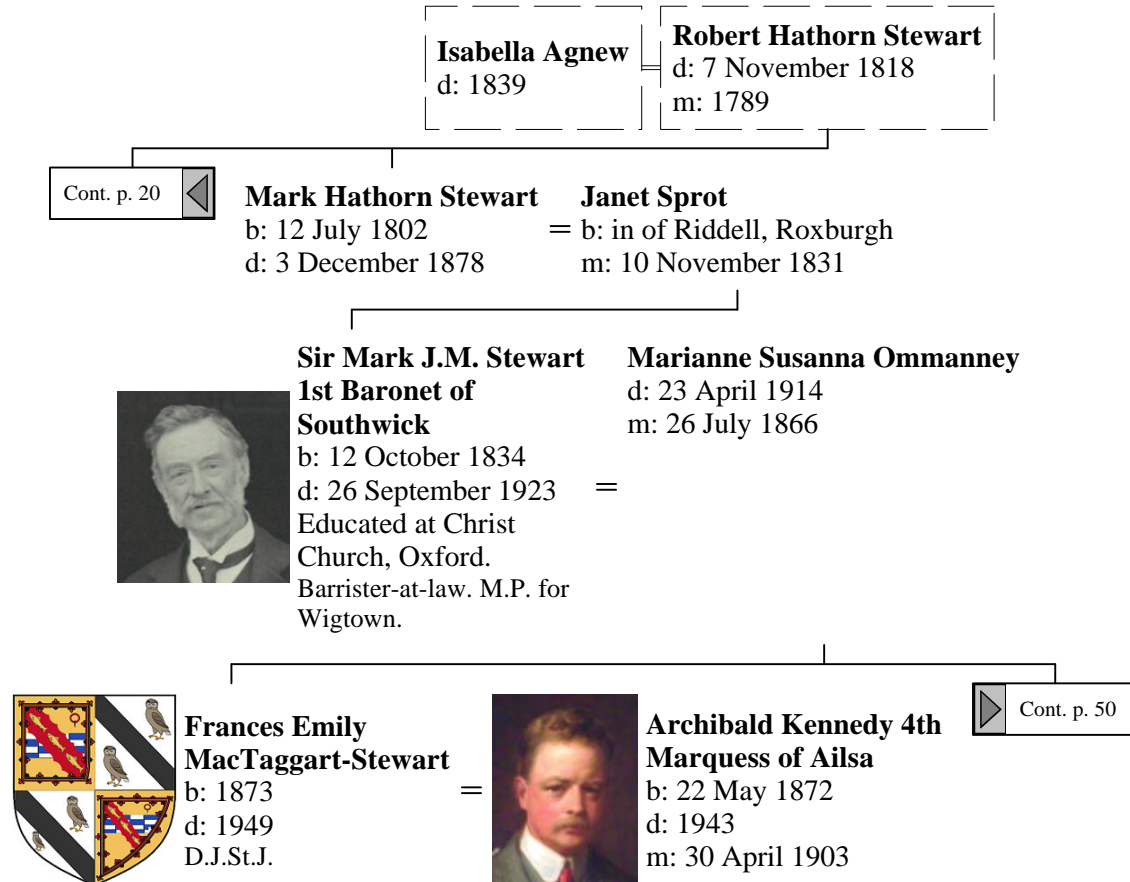 Isabella Agnew
d: 1839
=
Robert Hathorn Stewart
d: 7 November 1818
m: 1789
Cont. p. 20
Mark Hathorn Stewart
b: 12 July 1802
d: 3 December 1878
=
Janet Sprot
b: in of Riddell, Roxburgh
m: 10 November 1831
Sir Mark J.M. Stewart
1st Baronet of
Southwick
b: 12 October 1834
d: 26 September 1923
Educated at Christ
Church, Oxford.
Barrister-at-law. M.P. for
Wigtown.
=
Marianne Susanna Ommanney
d: 23 April 1914
m: 26 July 1866
Frances Emily
MacTaggart-Stewart
b: 1873
d: 1949
D.J.St.J.
=
Archibald Kennedy 4th
Marquess of Ailsa
b: 22 May 1872
d: 1943
m: 30 April 1903
Cont. p. 50